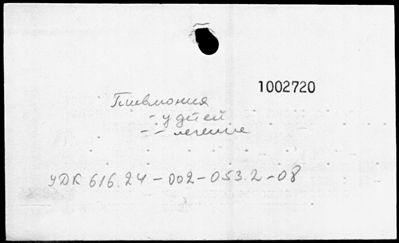 1002720
Пневмония
- у детей
- - лечение
УДК 616.24-002-053.2-08